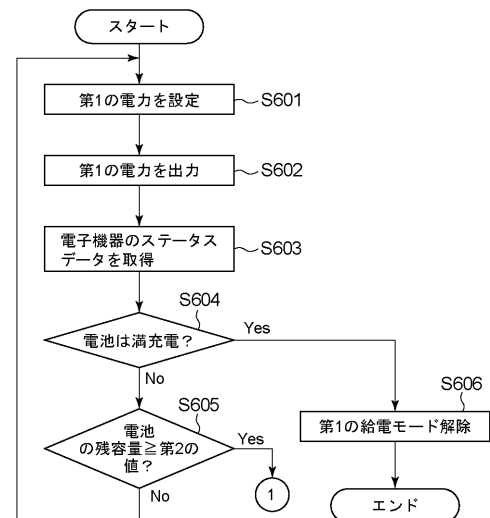 スタート
第1の電力を設定
S601
第1の電力を出力
S602
電子機器のステータス
データを取得
S603
S604
電池は満充電?
Yes
No
S605
電池
の残容量≧第2の
値?
Yes
No
1
S606
第1の給電モード解除
エンド